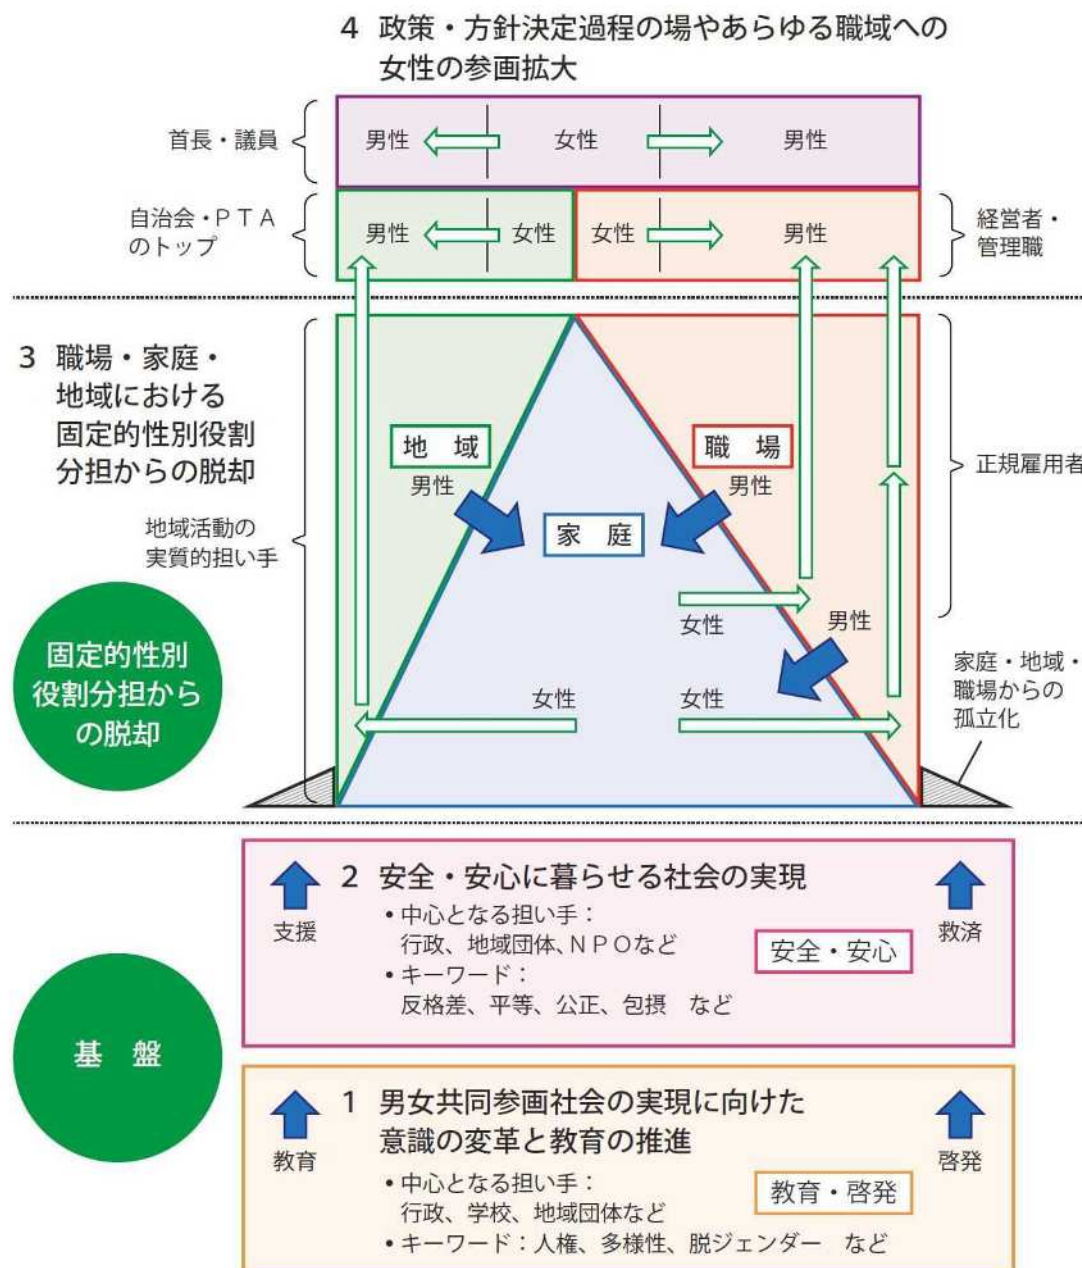 4 政策・方針決定過程の場やあらゆる職域への
女性の参画拡大
首長・議員
男性
女性
男性
自治会・PTA
のトップ
男性
女性
女性
男性
経営者・
管理職
3 職場・家庭・
地域における
固定的性別役割
分担からの脱却
地域活動の
実質的担い手
地 域
男性
職 場
男性
家 庭
正規雇用者
女性
男性
女性
女性
家庭・地域・
職場からの
孤立化
固定的性別
役割分担から
の脱却
2 安全・安心に暮らせる社会の実現
支援
・中心となる担い手:
行政、地域団体、NPOなど
・キーワード:
反格差、平等、公正、包摂 など
安全・安心
救済
基 盤
1 男女共同参画社会の実現に向けた
意識の変革と教育の推進
教育
・中心となる担い手:
行政、学校、地域団体など
・キーワード:人権、多様性、脱ジェンダー など
教育・啓発
啓発